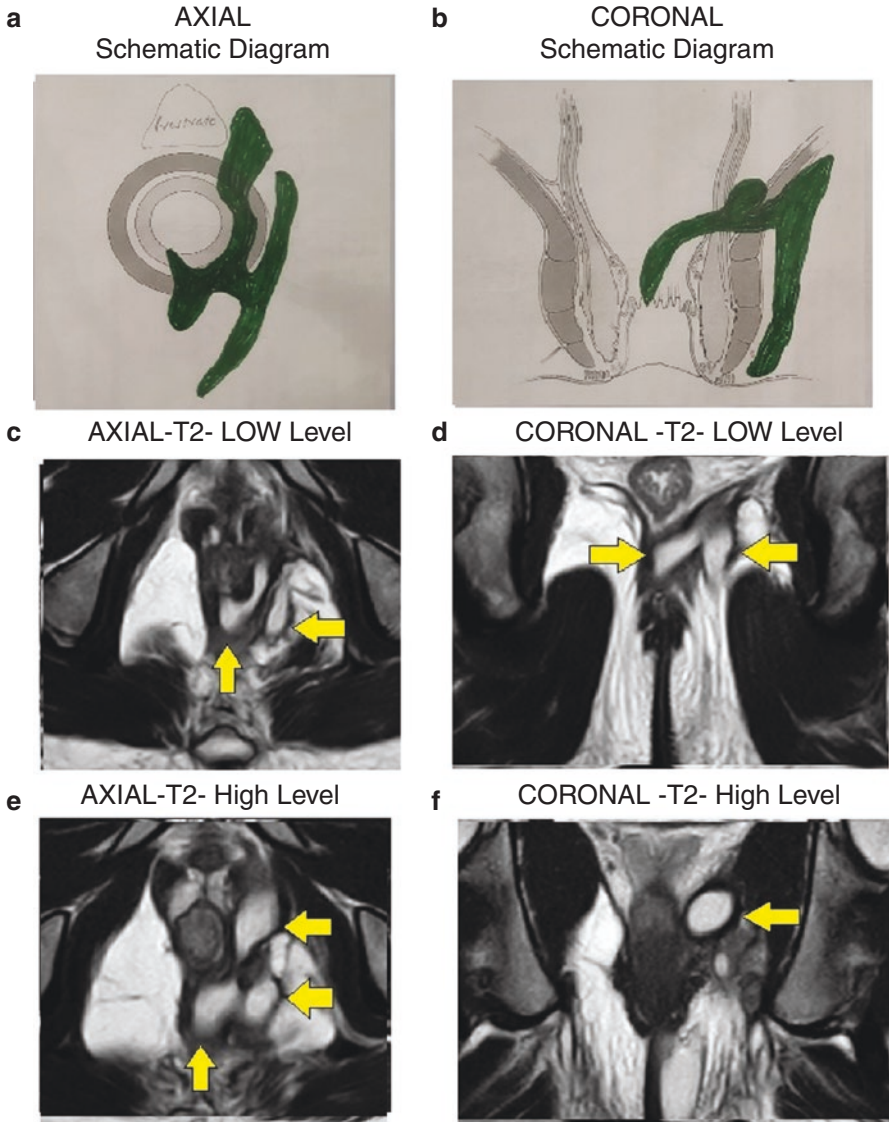 a
AXIAL
Schematic Diagram
b
CORONAL
Schematic Diagram
Prostrate
c
AXIAL-T2- LOW Level
d
CORONAL -T2- LOW Level
e
AXIAL-T2- High Level
f
CORONAL -T2- High Level